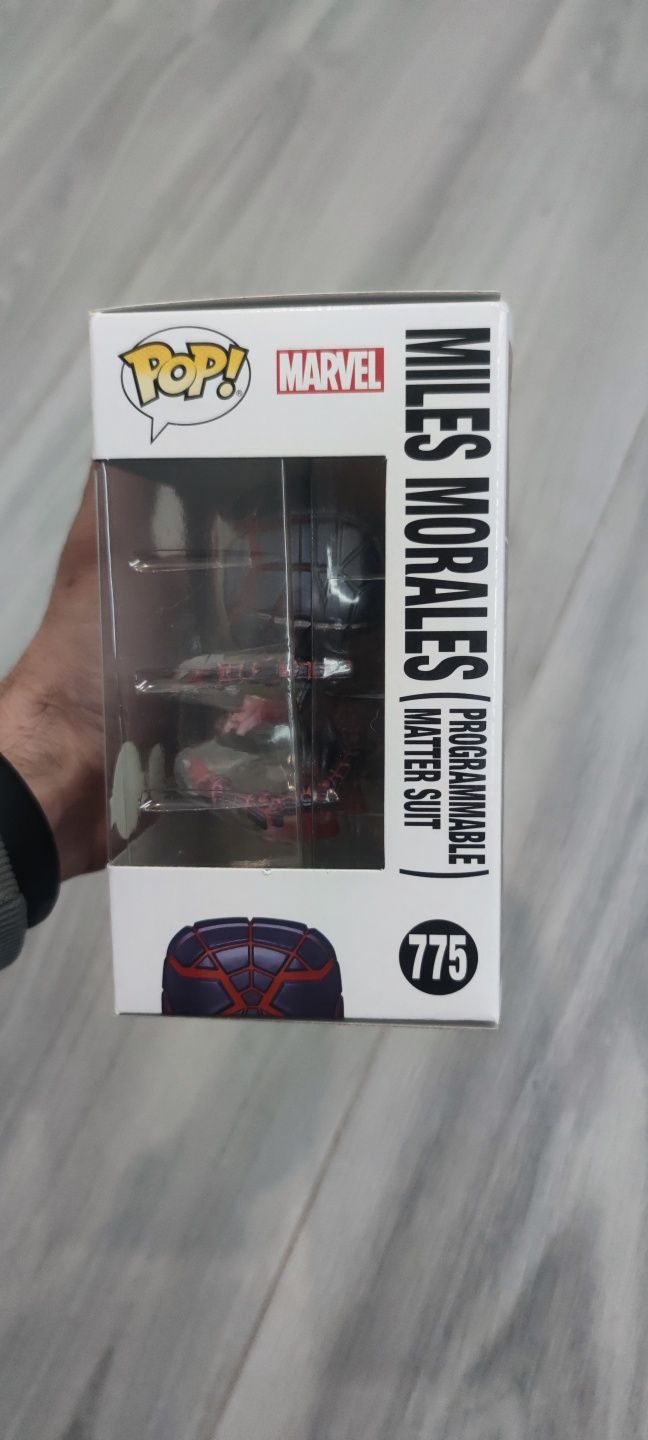 POP!
MARVEL
MILES MORALES
(PROGRAMMABLE
MATTER SUIT)
775